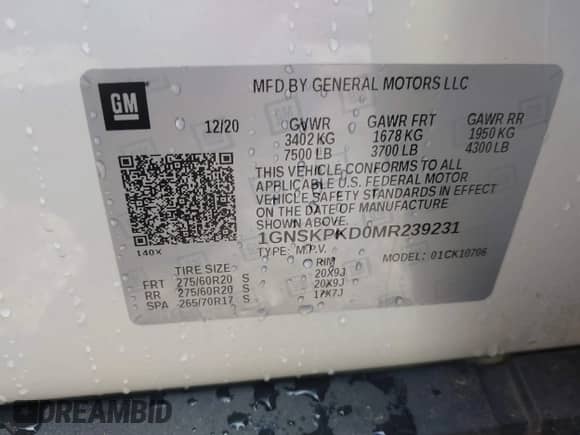 GM
MFD BY GENERAL MOTORS LLC
12/20 GVWR GAWR FRT GAWR RR
3402 KG 1678 KG 1950 KG
7500 LB 3700 LB 4300 LB
THIS VEHICLE CONFORMS TO ALL
APPLICABLE U.S. FEDERAL MOTOR
VEHICLE SAFETY STANDARDS IN EFFECT
ON THE DATE OF MANUFACTURE
SHOWN ABOVE.
1GNSKPKD0MR239231
140X TYPE: M.P.V. MODEL: 01CK10706
TIRE SIZE RIM
FRT 275/60R20 S 20X9J
RR 275/60R20 S 20X9J
SPA 265/70R17 S 17X7J
DREAMBID